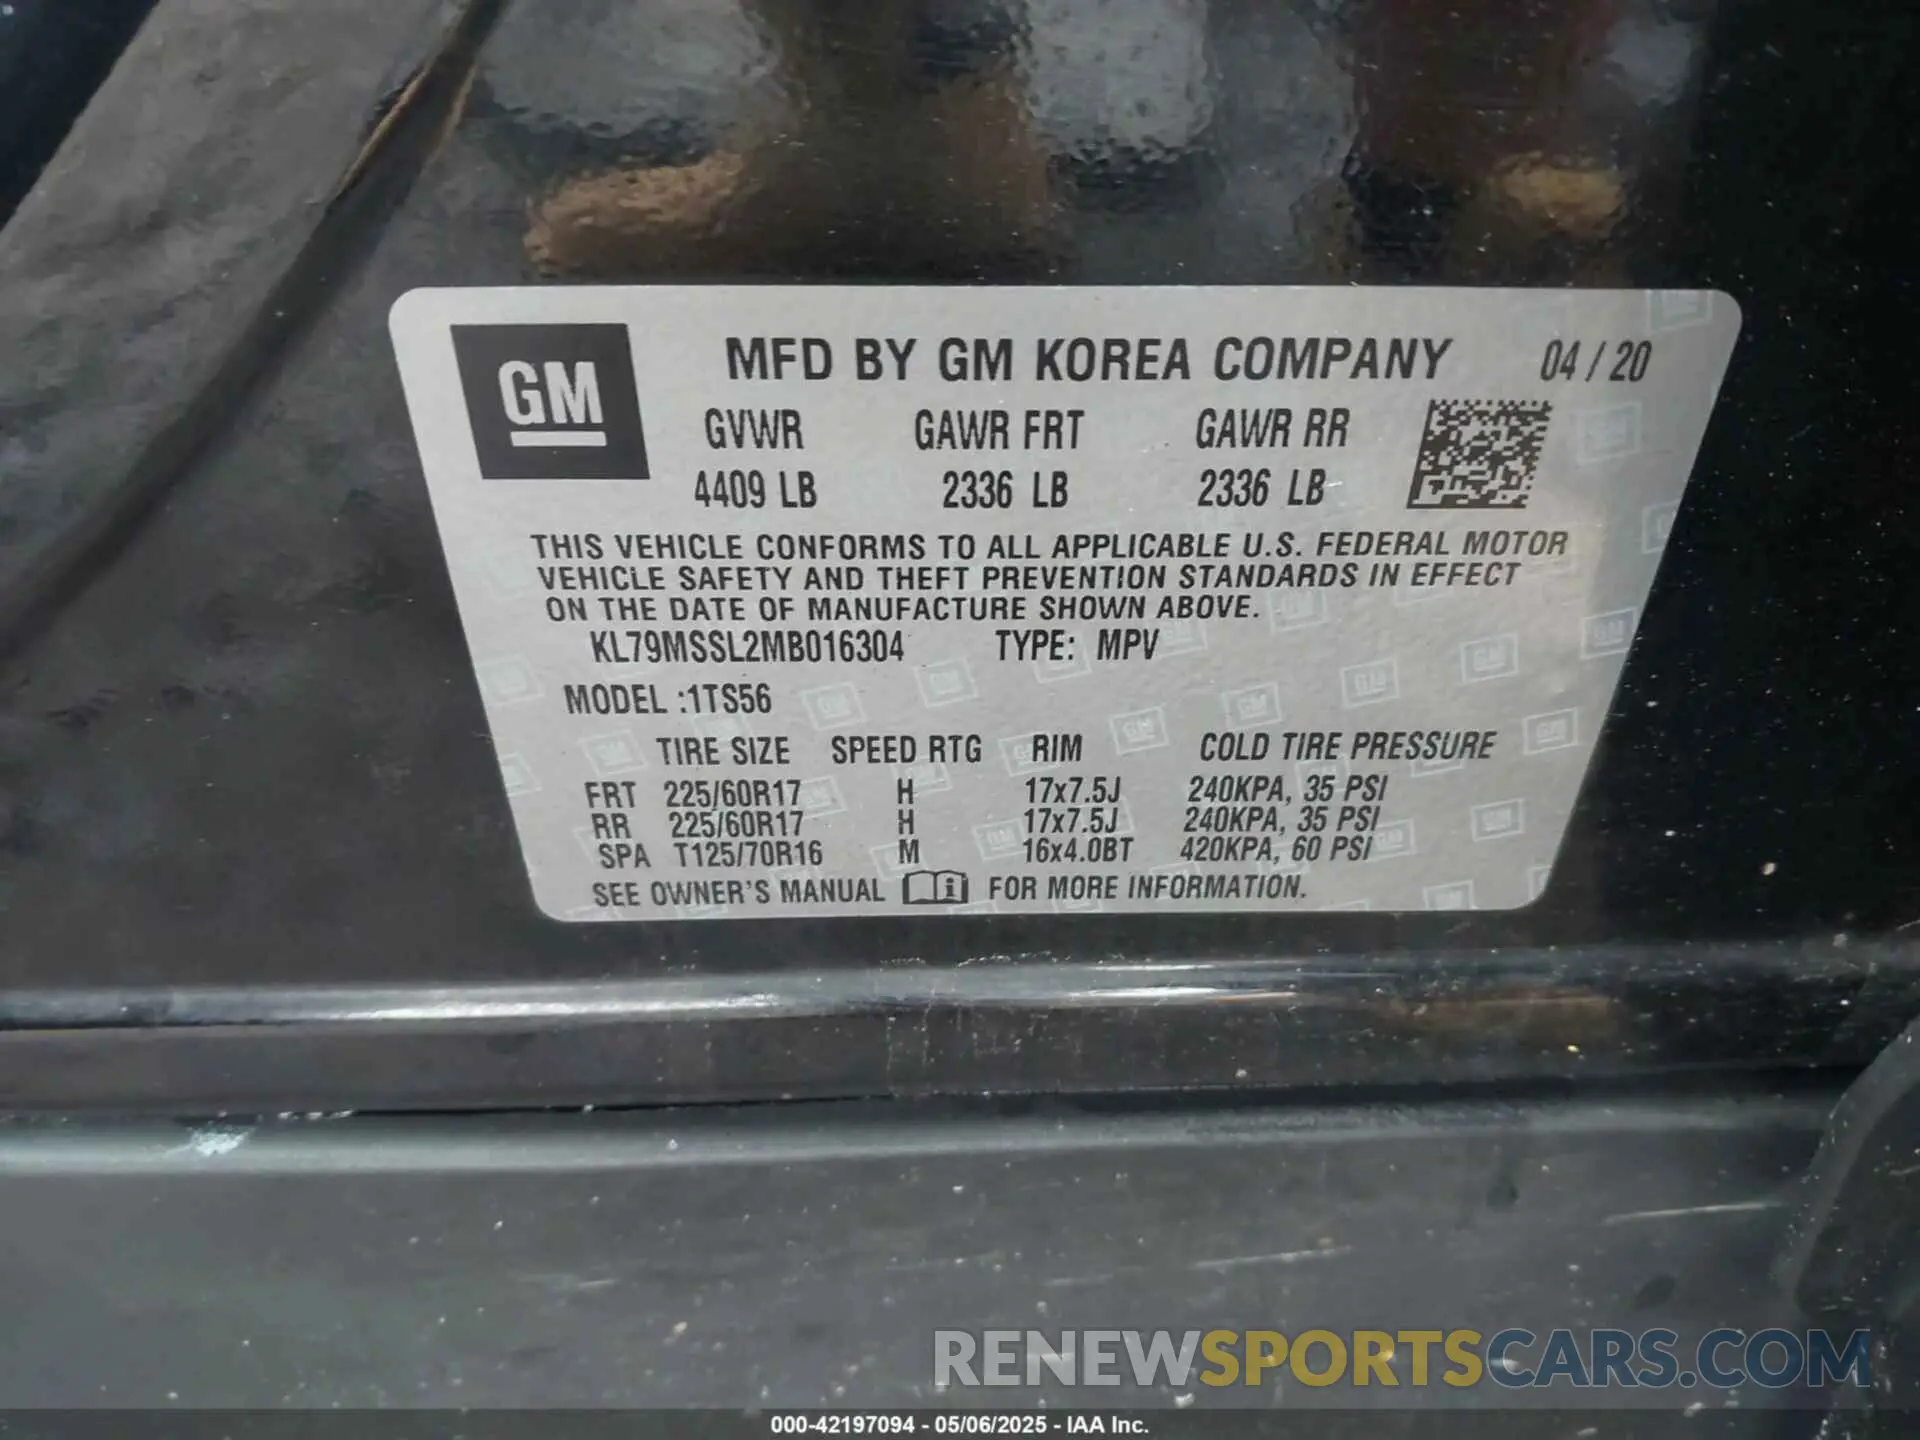 GM
MFD BY GM KOREA COMPANY 04 / 20
GVWR GAWR FRT GAWR RR
4409 LB 2336 LB 2336 LB
THIS VEHICLE CONFORMS TO ALL APPLICABLE U.S. FEDERAL MOTOR
VEHICLE SAFETY AND THEFT PREVENTION STANDARDS IN EFFECT
ON THE DATE OF MANUFACTURE SHOWN ABOVE.
KL79MSSL2MB016304 TYPE: MPV
MODEL :1TS56
TIRE SIZE SPEED RTG RIM COLD TIRE PRESSURE
FRT 225/60R17 H 17x7.5J 240KPA, 35 PSI
RR 225/60R17 H 17x7.5J 240KPA, 35 PSI
SPA T125/70R16 M 16x4.0BT 420KPA, 60 PSI
SEE OWNER'S MANUAL i FOR MORE INFORMATION.
RENEWSPORTSCARS.COM
000-42197094 - 05/06/2025 - IAA Inc.